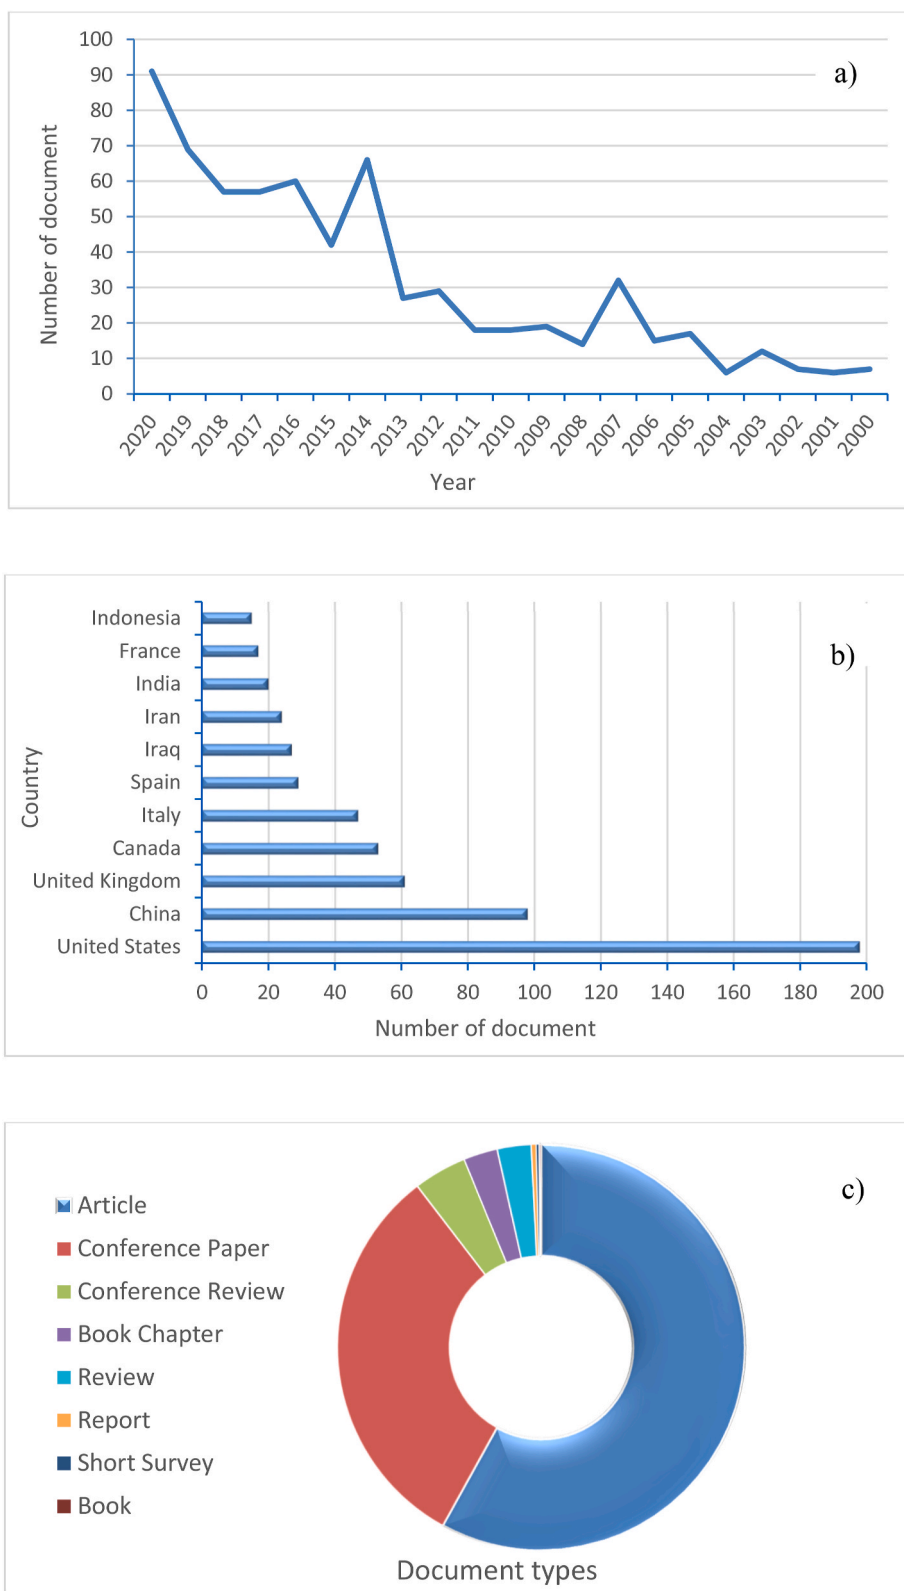 100
90
80
70
60
50
40
30
20
10
0
Number of document
a)
2020 2019 2018 2017 2016 2015 2014 2013 2012 2011 2010 2009 2008 2007 2006 2005 2004 2003 2002 2001 2000
Year
Indonesia
France
India
Iran
Iraq
Spain
Italy
Canada
United Kingdom
China
United States
Country
b)
0 20 40 60 80 100 120 140 160 180 200
Number of document
c)
Article
Conference Paper
Conference Review
Book Chapter
Review
Report
Short Survey
Book
Document types